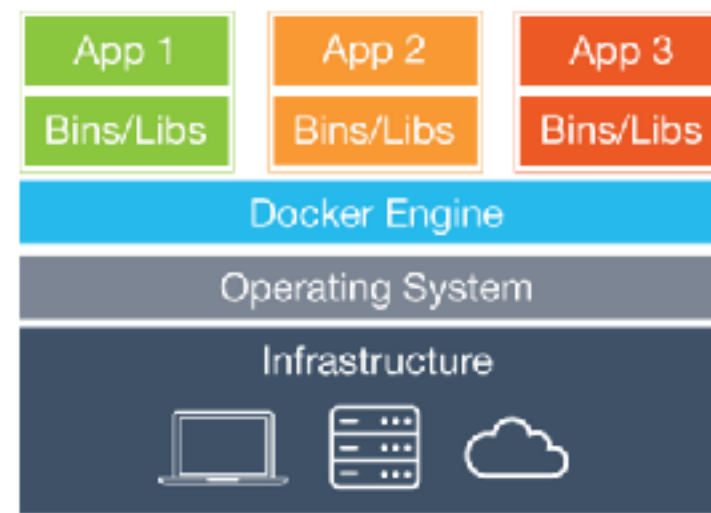 App 1
App 2
App 3
Bins/Libs
Bins/Libs
Bins/Libs
Docker Engine
Operating System
Infrastructure